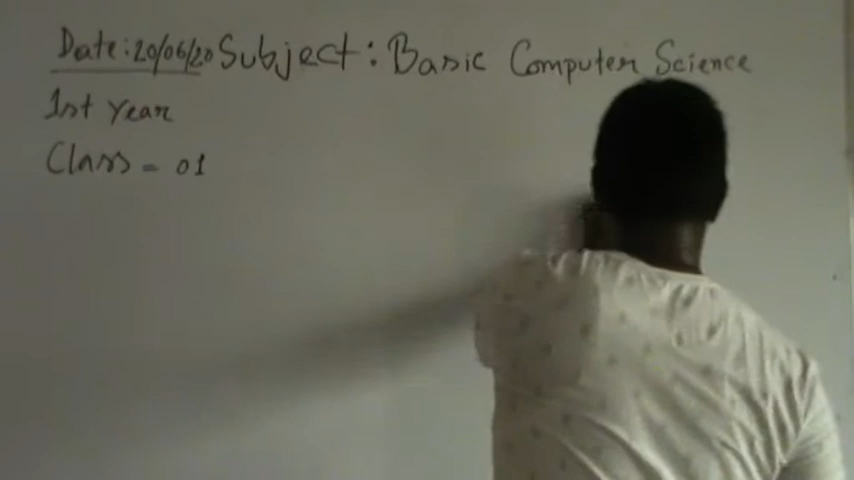 Date: 20/06/20 Subject: Basic Computer Science
1st Year
Class = 01